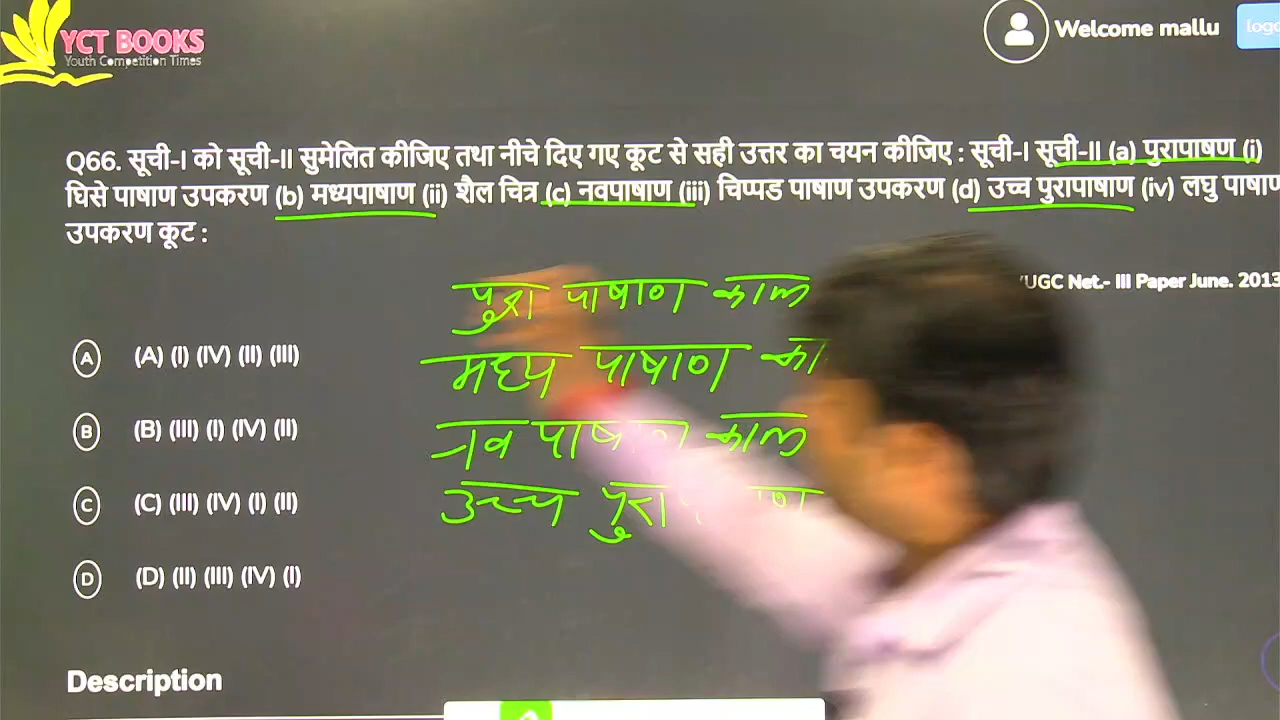 YCT BOOKS
Youth Competition Times
Welcome mallu
Q66. सूची-I को सूची-II सुमेलित कीजिए तथा नीचे दिए गए कूट से सही उत्तर का चयन कीजिए : सूची-I सूची-II (a) पुरापाषण (i)
घिसे पाषाण उपकरण (b) मध्यपाषाण (ii) शैल चित्र (c) नवपाषाण (iii) चिप्पड पाषाण उपकरण (d) उच्च पुरापाषाण (iv) लघु
उपकरण कूट :
UGC Net.- III Paper June. 2013
पुरा पाषाण काल
A (A) (I) (IV) (II) (III)
मध्य पाषाण
B (B) (III) (I) (IV) (II)
नव पाषाण काल
C (C) (III) (IV) (I) (II)
उच्च पुरा
D (D) (II) (III) (IV) (I)
Description